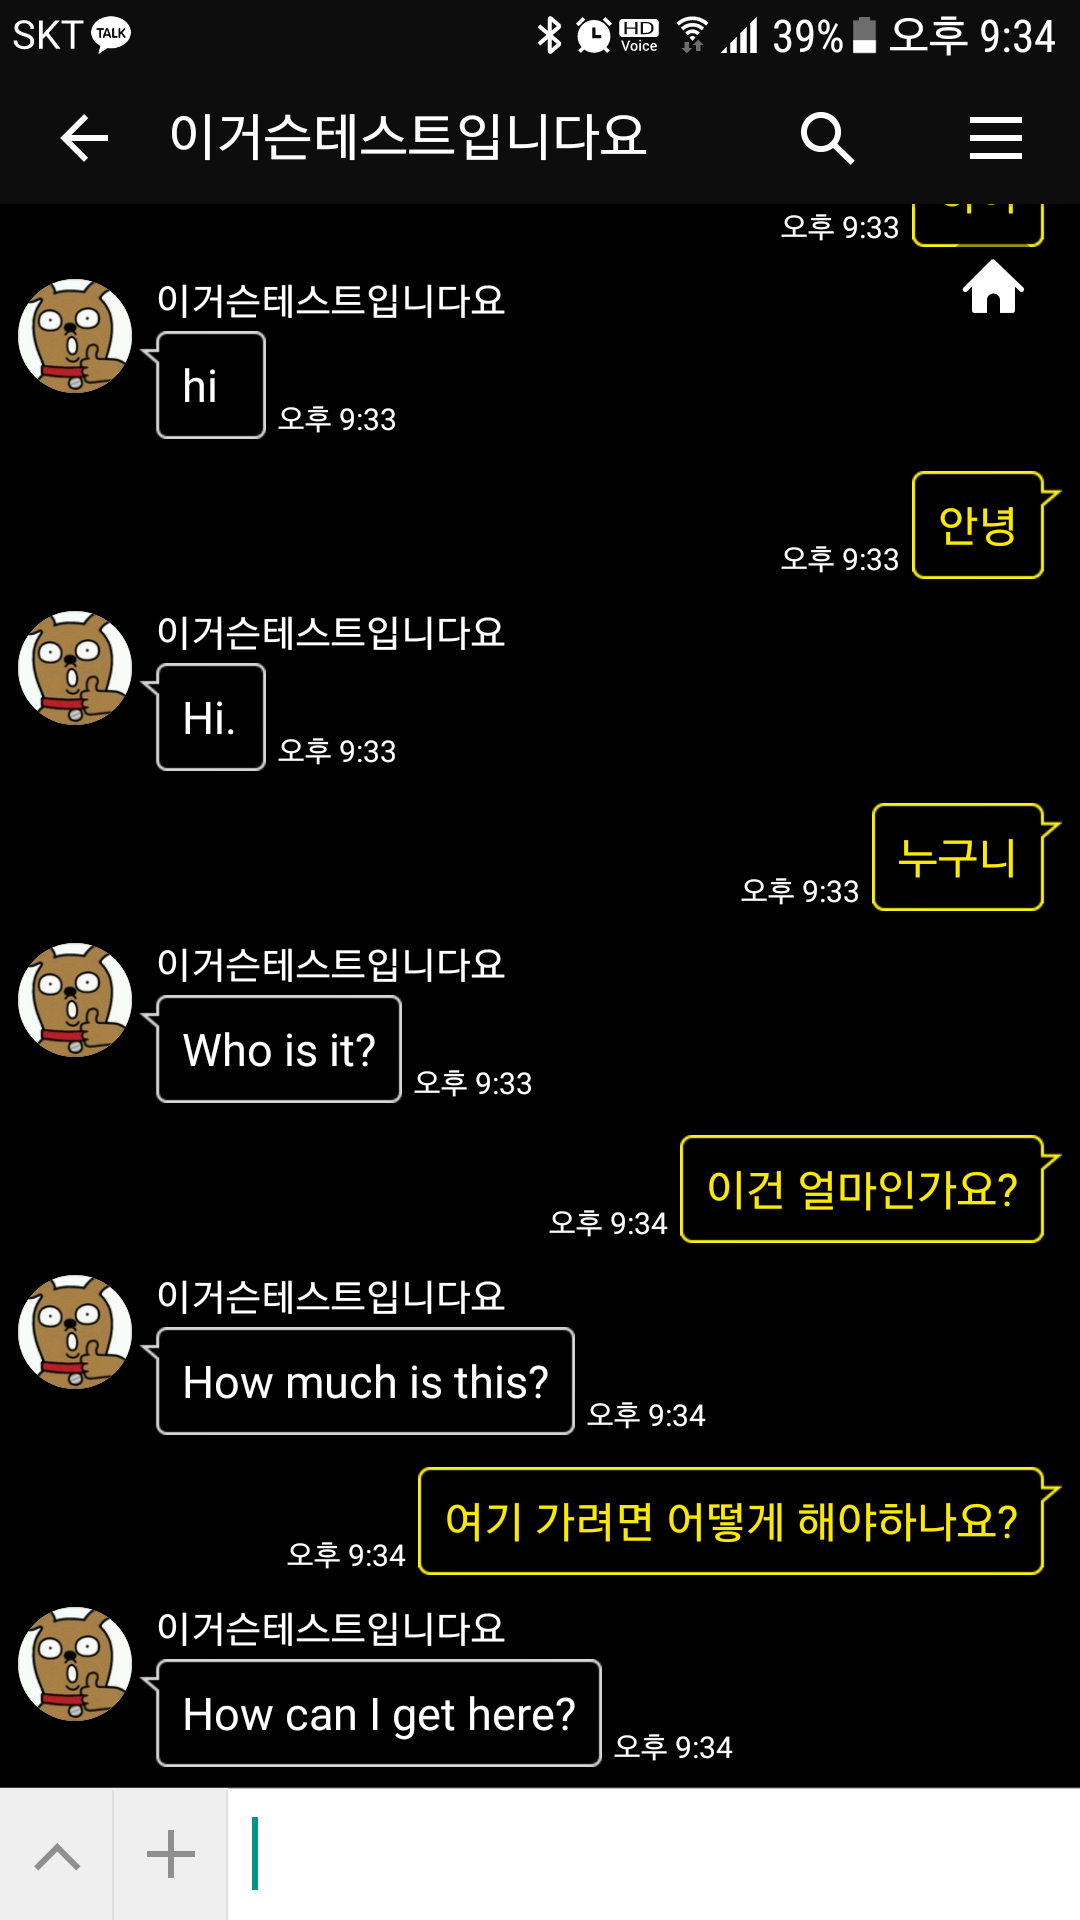 SKT TALK HD Voice 39% 오후 9:34
이거슨테스트입니다요
오후 9:33
이거슨테스트입니다요
hi
오후 9:33
안녕
오후 9:33
이거슨테스트입니다요
Hi.
오후 9:33
누구니
오후 9:33
이거슨테스트입니다요
Who is it?
오후 9:33
이건 얼마인가요?
오후 9:34
이거슨테스트입니다요
How much is this?
오후 9:34
여기 가려면 어떻게 해야하나요?
오후 9:34
이거슨테스트입니다요
How can I get here?
오후 9:34